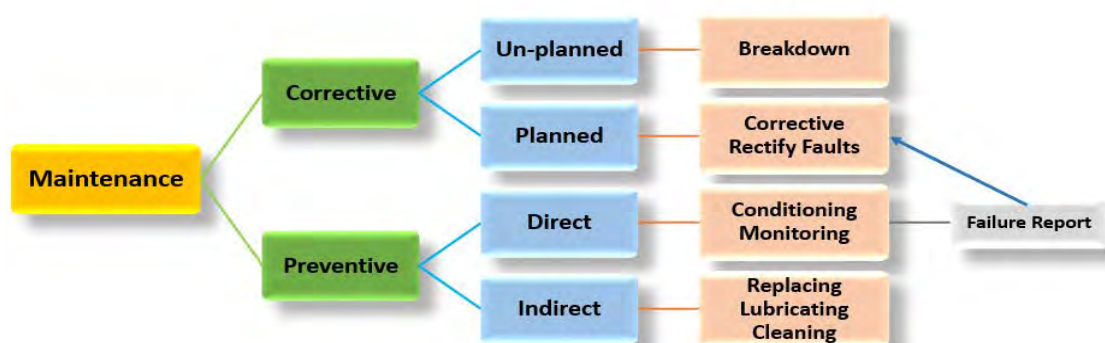 Maintenance
Corrective
Preventive
Un-planned
Planned
Direct
Indirect
Breakdown
Corrective
Rectify Faults
Conditioning
Monitoring
Replacing
Lubricating
Cleaning
Failure Report